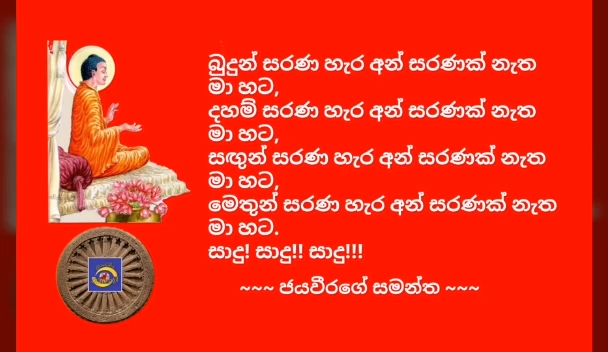 බුදුන් සරණ හැර අන් සරණක් නැත
මා හට,
දහම් සරණ හැර අන් සරණක් නැත
මා හට,
සඟුන් සරණ හැර අන් සරණක් නැත
මා හට,
මෙතුන් සරණ හැර අන් සරණක් නැත
මා හට.
සාදු! සාදු!! සාදු!!!
~~~ ජයවීරගේ සමන්ත ~~~